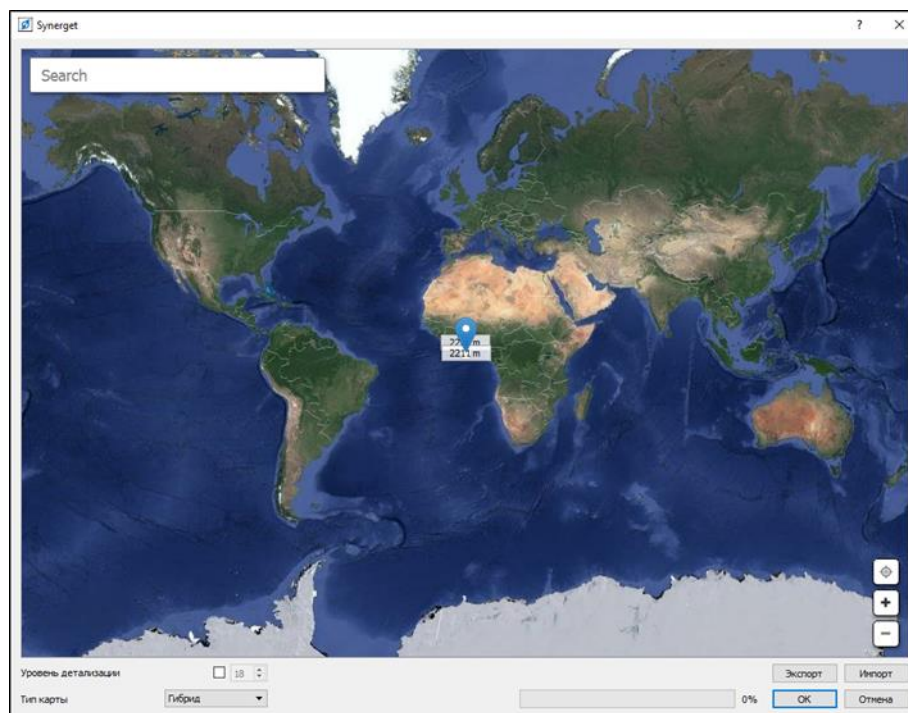 Synerget
Search
2211 m
Уровень детализации 18 Экспорт Импорт
Тип карты Гибрид 0% OK Отмена